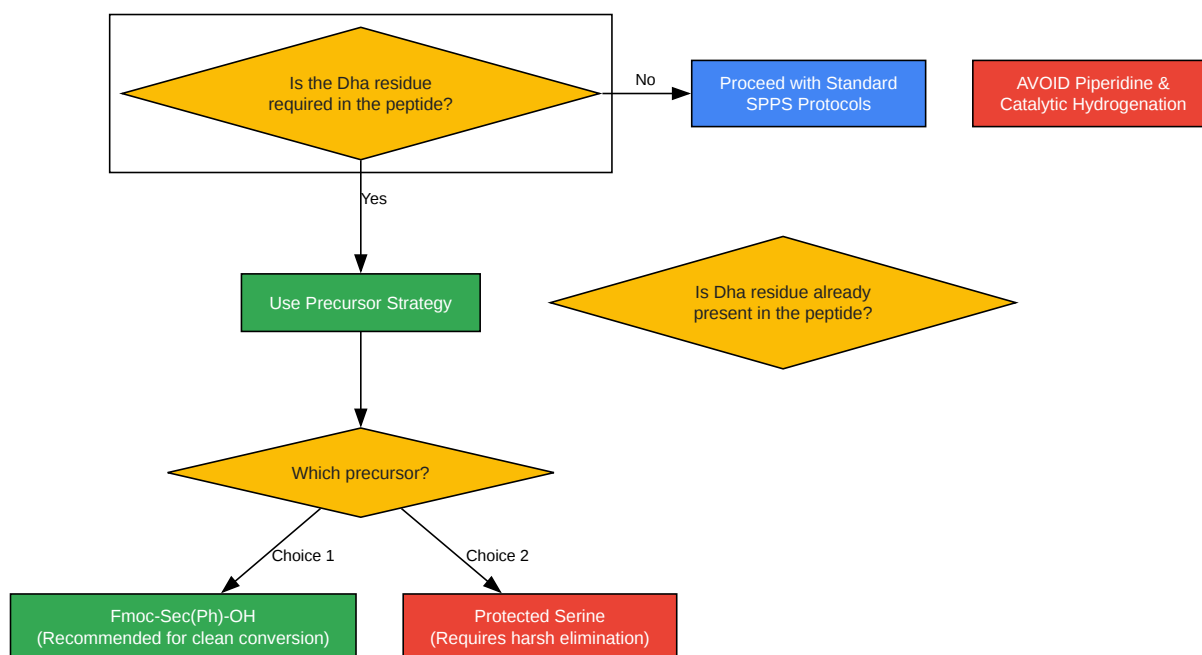 Is the Dha residue
required in the peptide?
No
Proceed with Standard
SPPS Protocols
AVOID Piperidine &
Catalytic Hydrogenation
Yes
Use Precursor Strategy
Is Dha residue already
present in the peptide?
Which precursor?
Choice 1
Choice 2
Fmoc-Sec(Ph)-OH
(Recommended for clean conversion)
Protected Serine
(Requires harsh elimination)